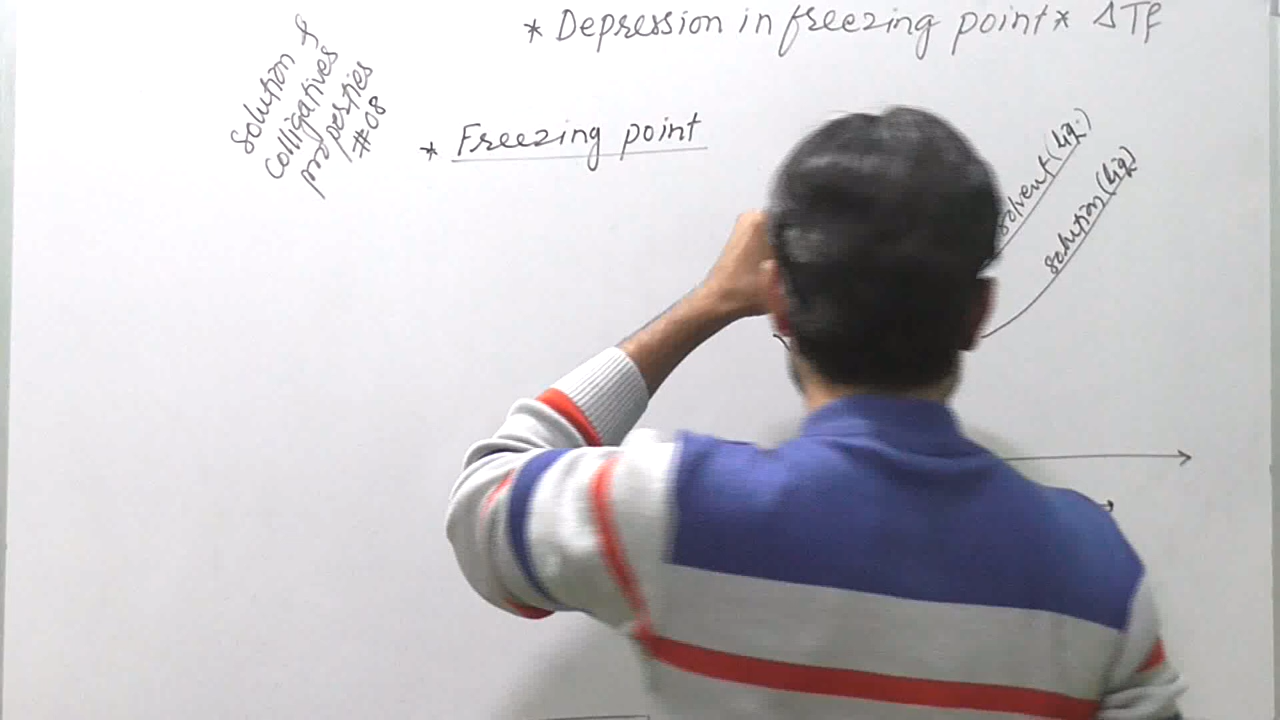 * Depression in freezing point * ΔTf
Solution &
colligatives
properties
#08
* Freezing point
solvent (liq.)
solution (liq)